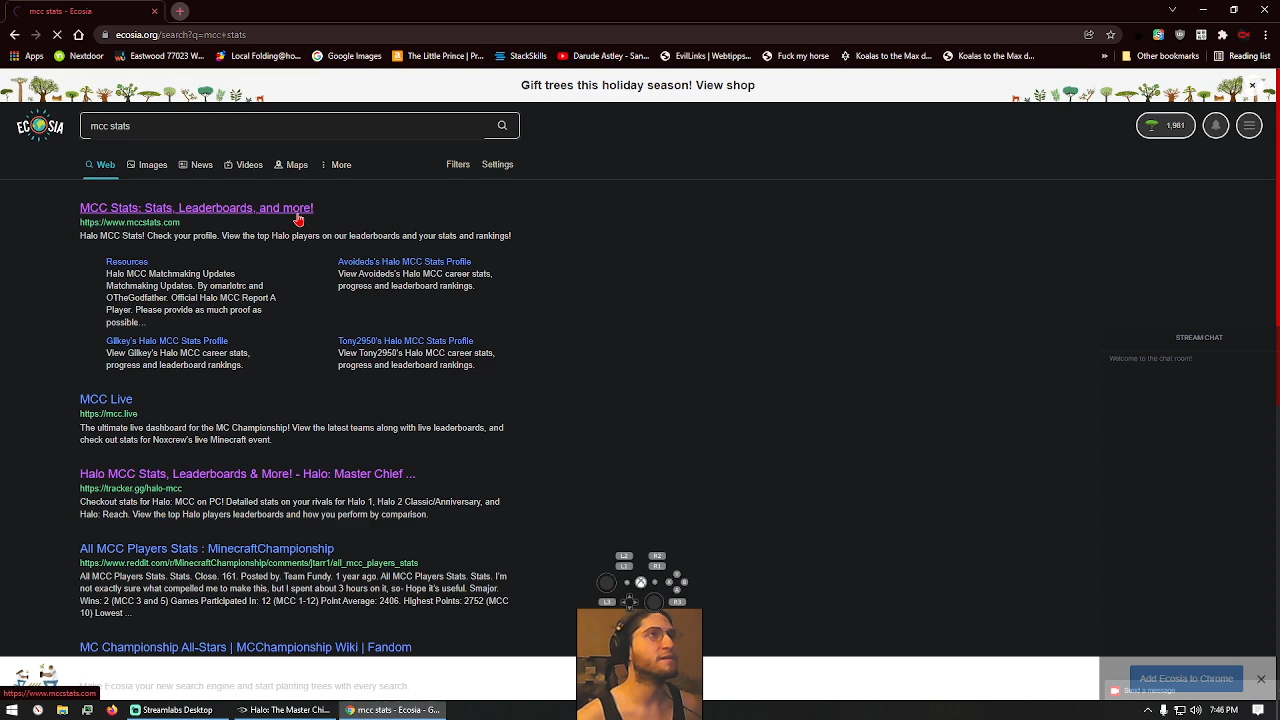 mcc stats - Ecosia
ecosia.org/search?q=mcc+stats
Apps
Nextdoor
Eastwood 77023 W...
Local Folding@ho...
Google Images
The Little Prince | Pr...
StackSkills
Darude Astley - San...
EvilLinks | Webtipps...
Fuck my horse
Koalas to the Max d...
Koalas to the Max d...
»
Other bookmarks
Reading list
Gift trees this holiday season! View shop
ECOSIA
mcc stats
1,981
Web
Images
News
Videos
Maps
More
Filters
Settings
MCC Stats: Stats, Leaderboards, and more!
https://www.mccstats.com
Halo MCC Stats! Check your profile. View the top Halo players on our leaderboards and your stats and rankings!
Resources
Halo MCC Matchmaking Updates
Matchmaking Updates. By omarlotrc and
OTheGodfather. Official Halo MCC Report A
Player. Please provide as much proof as
possible...
Avoideds's Halo MCC Stats Profile
View Avoideds's Halo MCC career stats,
progress and leaderboard rankings.
Gllkey's Halo MCC Stats Profile
View Gllkey's Halo MCC career stats,
progress and leaderboard rankings.
Tony2950's Halo MCC Stats Profile
View Tony2950's Halo MCC career stats,
progress and leaderboard rankings.
STREAM CHAT
Welcome to the chat room!
MCC Live
https://mcc.live
The ultimate live dashboard for the MC Championship! View the latest teams along with live leaderboards, and
check out stats for Noxcrew's live Minecraft event.
Halo MCC Stats, Leaderboards & More! - Halo: Master Chief ...
https://tracker.gg/halo-mcc
Checkout stats for Halo: MCC on PC! Detailed stats on your rivals for Halo 1, Halo 2 Classic/Anniversary, and
Halo: Reach. View the top Halo players leaderboards and how you perform by comparison.
All MCC Players Stats : MinecraftChampionship
https://www.reddit.com/r/MinecraftChampionship/comments/jtarr1/all_mcc_players_stats
All MCC Players Stats. Stats. Close. 161. Posted by. Team Fundy. 1 year ago. All MCC Players Stats. Stats. I'm
not exactly sure what compelled me to make this, but I spent about 3 hours on it, so- Hope it's useful. Smajor.
Wins: 2 (MCC 3 and 5) Games Participated In: 12 (MCC 1-12) Point Average: 2406. Highest Points: 2752 (MCC
10) Lowest ...
L2
R2
L1
R1
Y
X
B
A
L3
R3
MC Championship All-Stars | MCChampionship Wiki | Fandom
Make Ecosia your new search engine and start planting trees with every search.
Add Ecosia to Chrome
Send a message
https://www.mccstats.com
Streamlabs Desktop
Halo: The Master Chi...
mcc stats - Ecosia - G...
7:46 PM